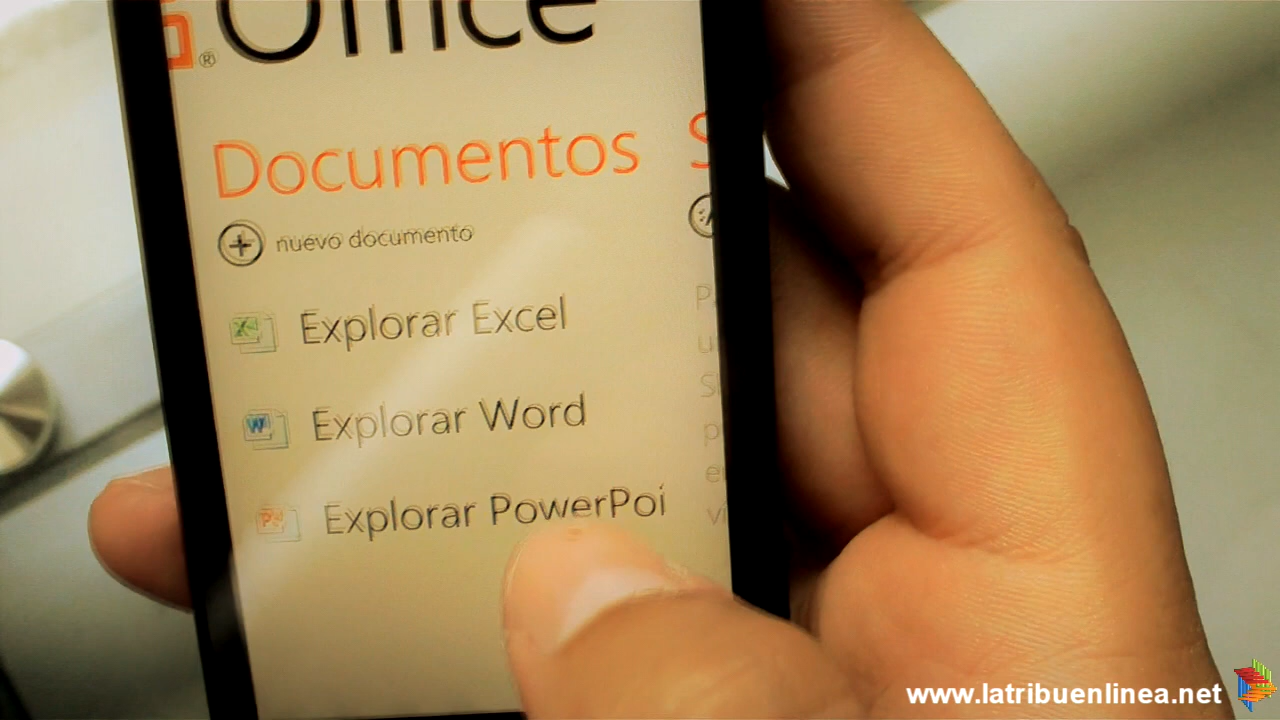 Office
®
Documentos
nuevo documento
Explorar Excel
Explorar Word
Explorar PowerPoi
www.latribuenlinea.net